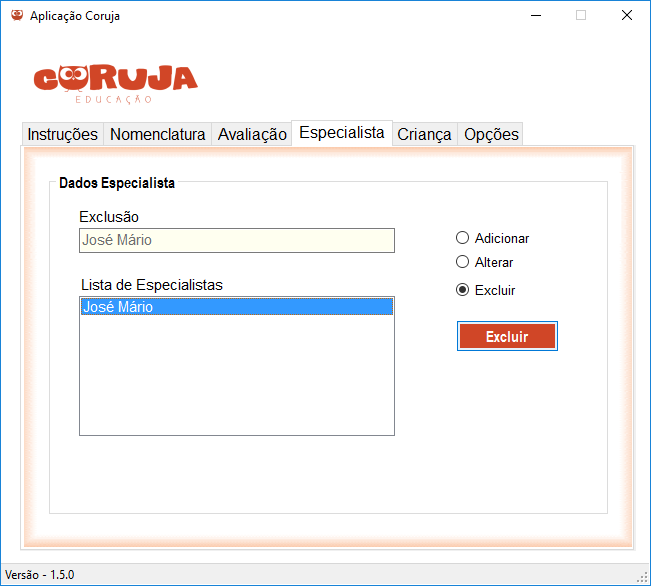 Aplicação Coruja
CORUJA
EDUCAÇÃO
Instruções Nomenclatura Avaliação Especialista Criança Opções
Dados Especialista
Exclusão
José Mário
Adicionar
Alterar
Lista de Especialistas
Excluir
José Mário
Excluir
Versão - 1.5.0